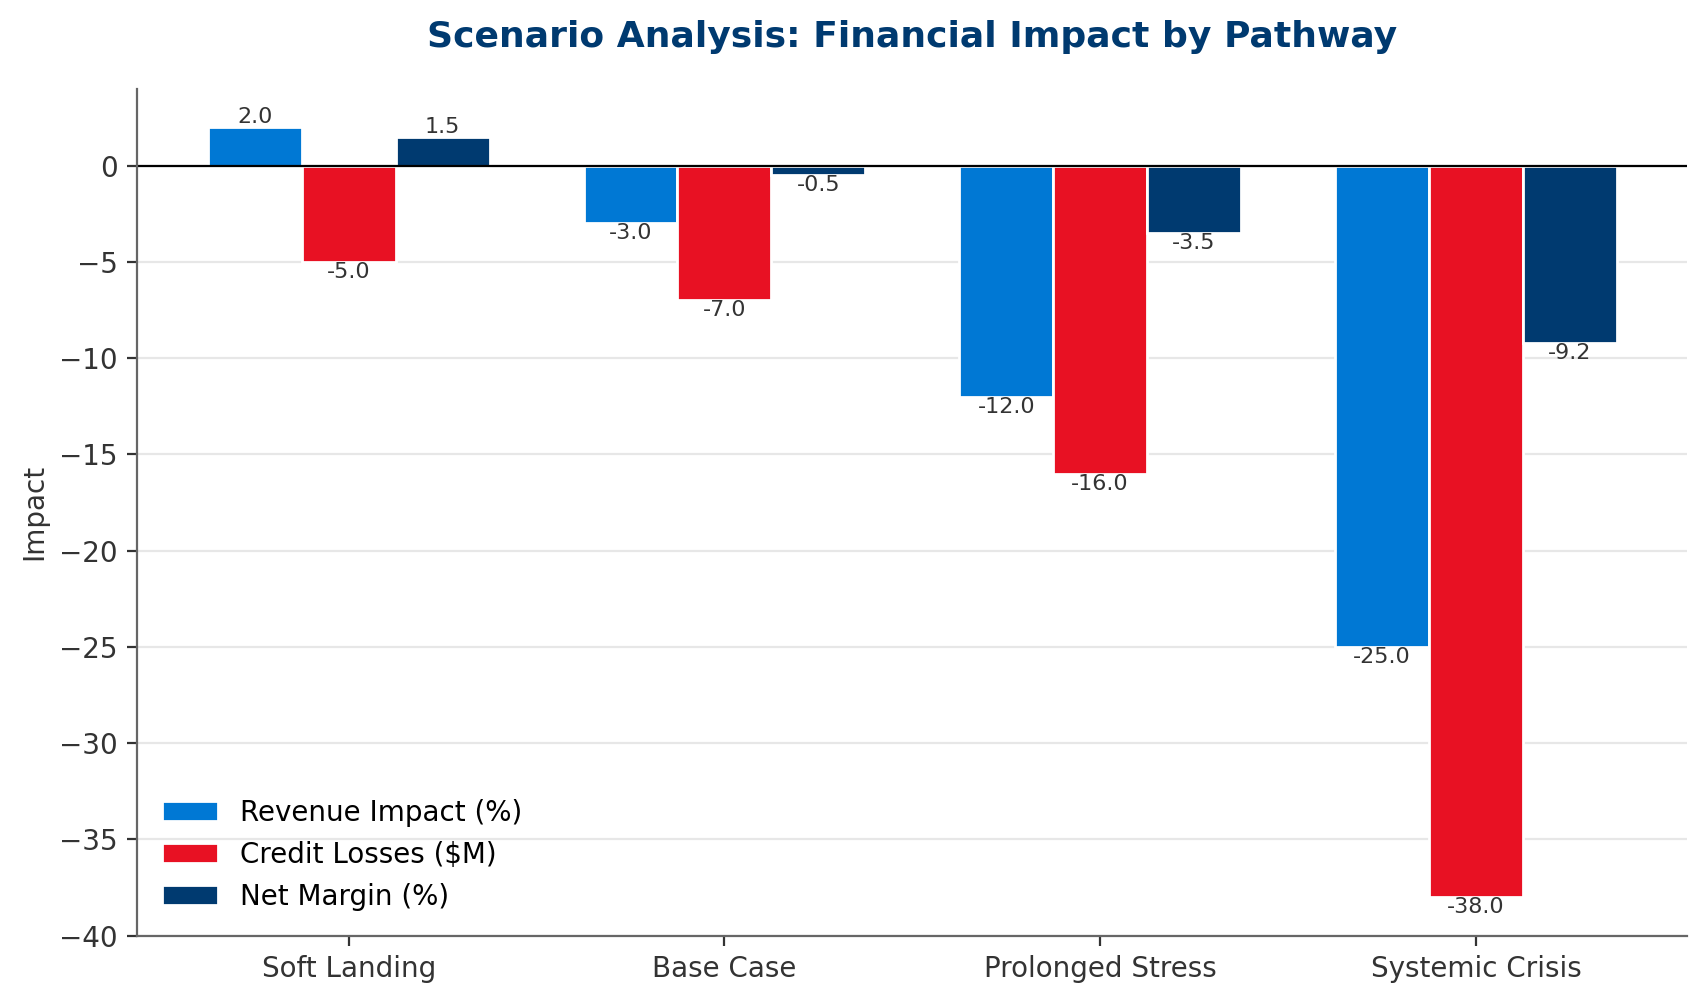 Scenario Analysis: Financial Impact by Pathway
2.0
1.5
-5.0
-3.0
-7.0
-0.5
-12.0
-16.0
-3.5
-25.0
-38.0
-9.2
0
−5
−10
−15
−20
−25
−30
−35
−40
Impact
Revenue Impact (%)
Credit Losses ($M)
Net Margin (%)
Soft Landing
Base Case
Prolonged Stress
Systemic Crisis